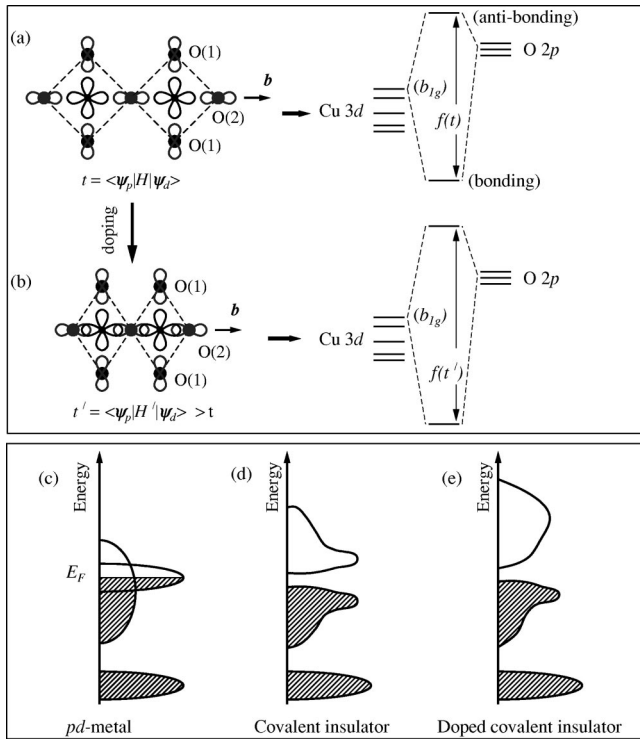 (a)
O(1)
b
O(2)
O(1)
t = <ψp|H|ψd>
Cu 3d
(b1g)
(anti-bonding)
O 2p
f(t)
(bonding)
doping
(b)
O(1)
b
O(2)
O(1)
t ′ = <ψp|H ′|ψd> > t
Cu 3d
(b1g)
O 2p
f(t ′)
(c)
Energy
EF
pd-metal
(d)
Energy
Covalent insulator
(e)
Energy
Doped covalent insulator